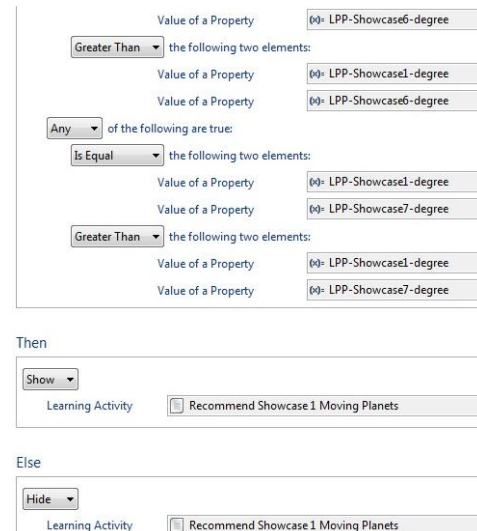 Value of a Property (x)= LPP-Showcase6-degree
Greater Than the following two elements:
Value of a Property (x)= LPP-Showcase1-degree
Value of a Property (x)= LPP-Showcase6-degree
Any of the following are true:
Is Equal the following two elements:
Value of a Property (x)= LPP-Showcase1-degree
Value of a Property (x)= LPP-Showcase7-degree
Greater Than the following two elements:
Value of a Property (x)= LPP-Showcase1-degree
Value of a Property (x)= LPP-Showcase7-degree
Then
Show
Learning Activity Recommend Showcase 1 Moving Planets
Else
Hide
Learning Activity Recommend Showcase 1 Moving Planets